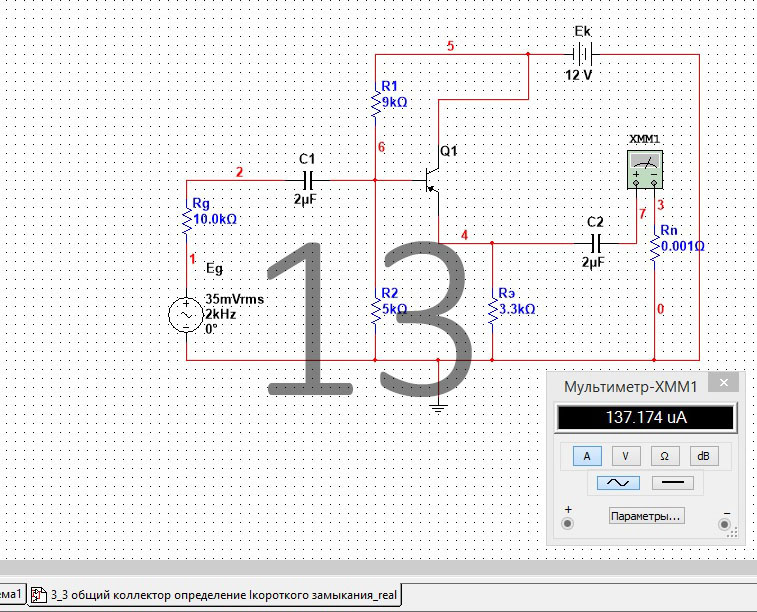 Ek
5
12 V
R1
9kΩ
XMM1
6
Q1
C1
2
2µF
Rg
10.0kΩ
7
3
C2
Rn
0.001Ω
4
2µF
1
Eg
13
35mVrms
2kHz
0°
R2
5kΩ
Rэ
3.3kΩ
0
Мультиметр-XMM1
137.174 uA
A V Ω dB
Параметры...
ема1
3_3 общий коллектор определение Iкороткого замыкания_real